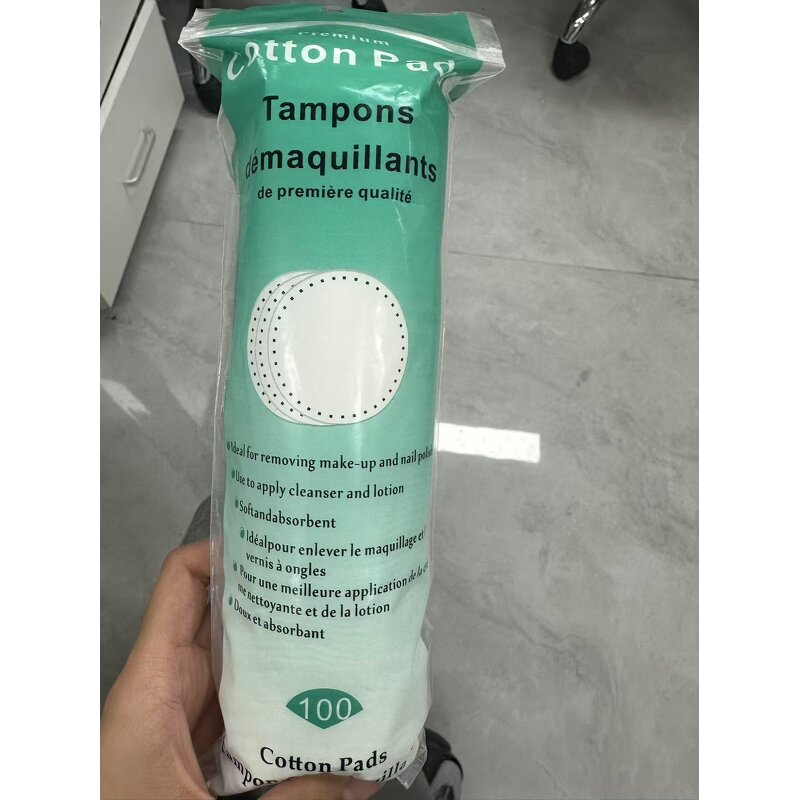 Premium
Cotton Pad
Tampons
démaquillants
de première qualité
Ideal for removing make-up and nail polish
Use to apply cleanser and lotion
Softandabsorbent
Idéalpour enlever le maquillage et
vernis à ongles
Pour une meilleure application de la
me nettoyante et de la lotion
Doux et absorbant
100
Cotton Pads